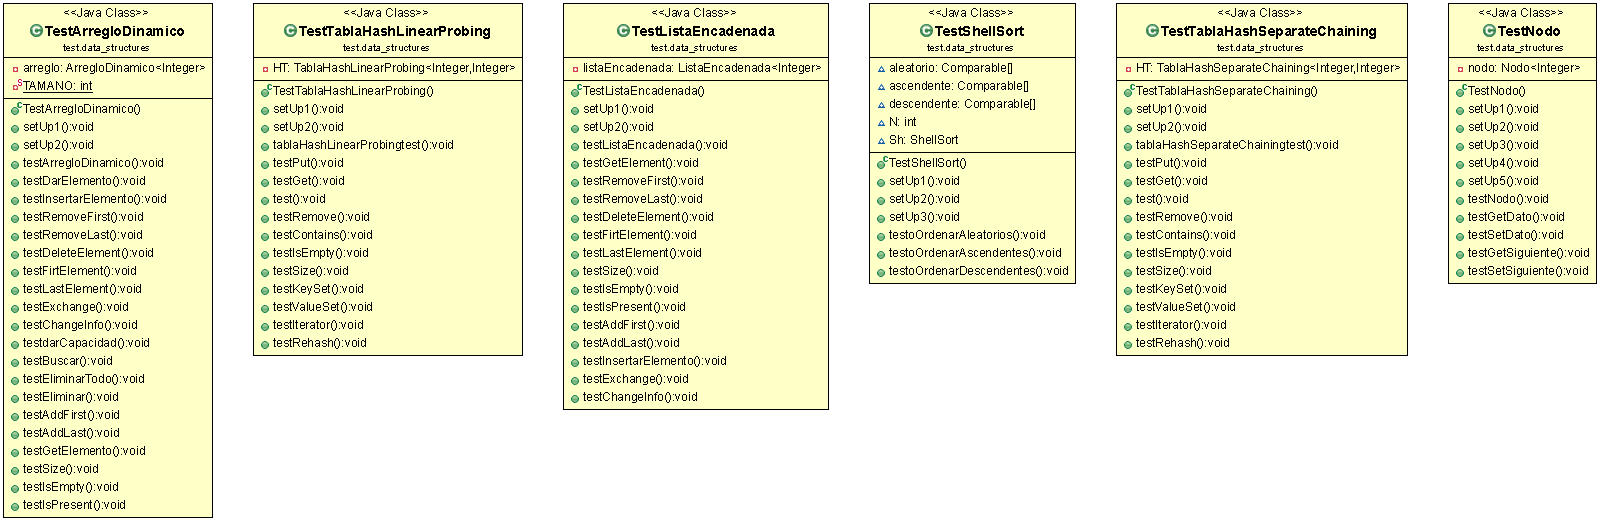 <<Java Class>>
TestArregloDinamico
test.data_structures
arreglo: ArregloDinamico<Integer>
TAMANO: int
TestArregloDinamico()
setUp1():void
setUp2():void
testArregloDinamico():void
testDarElemento():void
testInsertarElemento():void
testRemoveFirst():void
testRemoveLast():void
testDeleteElement():void
testFirtElement():void
testLastElement():void
testExchange():void
testChangeInfo():void
testdarCapacidad():void
testBuscar():void
testEliminarTodo():void
testEliminar():void
testAddFirst():void
testAddLast():void
testGetElemento():void
testSize():void
testIsEmpty():void
testIsPresent():void
<<Java Class>>
TestTablaHashLinearProbing
test.data_structures
HT: TablaHashLinearProbing<Integer,Integer>
TestTablaHashLinearProbing()
setUp1():void
setUp2():void
tablaHashLinearProbingtest():void
testPut():void
testGet():void
test():void
testRemove():void
testContains():void
testIsEmpty():void
testSize():void
testKeySet():void
testValueSet():void
testIterator():void
testRehash():void
<<Java Class>>
TestListaEncadenada
test.data_structures
listaEncadenada: ListaEncadenada<Integer>
TestListaEncadenada()
setUp1():void
setUp2():void
testListaEncadenada():void
testGetElement():void
testRemoveFirst():void
testRemoveLast():void
testDeleteElement():void
testFirtElement():void
testLastElement():void
testSize():void
testIsEmpty():void
testIsPresent():void
testAddFirst():void
testAddLast():void
testInsertarElemento():void
testExchange():void
testChangeInfo():void
<<Java Class>>
TestShellSort
test.data_structures
aleatorio: Comparable[]
ascendente: Comparable[]
descendente: Comparable[]
N: int
Sh: ShellSort
TestShellSort()
setUp1():void
setUp2():void
setUp3():void
testoOrdenarAleatorios():void
testoOrdenarAscendentes():void
testoOrdenarDescendentes():void
<<Java Class>>
TestTablaHashSeparateChaining
test.data_structures
HT: TablaHashSeparateChaining<Integer,Integer>
TestTablaHashSeparateChaining()
setUp1():void
setUp2():void
tablaHashSeparateChainingtest():void
testPut():void
testGet():void
test():void
testRemove():void
testContains():void
testIsEmpty():void
testSize():void
testKeySet():void
testValueSet():void
testIterator():void
testRehash():void
<<Java Class>>
TestNodo
test.data_structures
nodo: Nodo<Integer>
TestNodo()
setUp1():void
setUp2():void
setUp3():void
setUp4():void
setUp5():void
testNodo():void
testGetDato():void
testSetDato():void
testGetSiguiente():void
testSetSiguiente():void